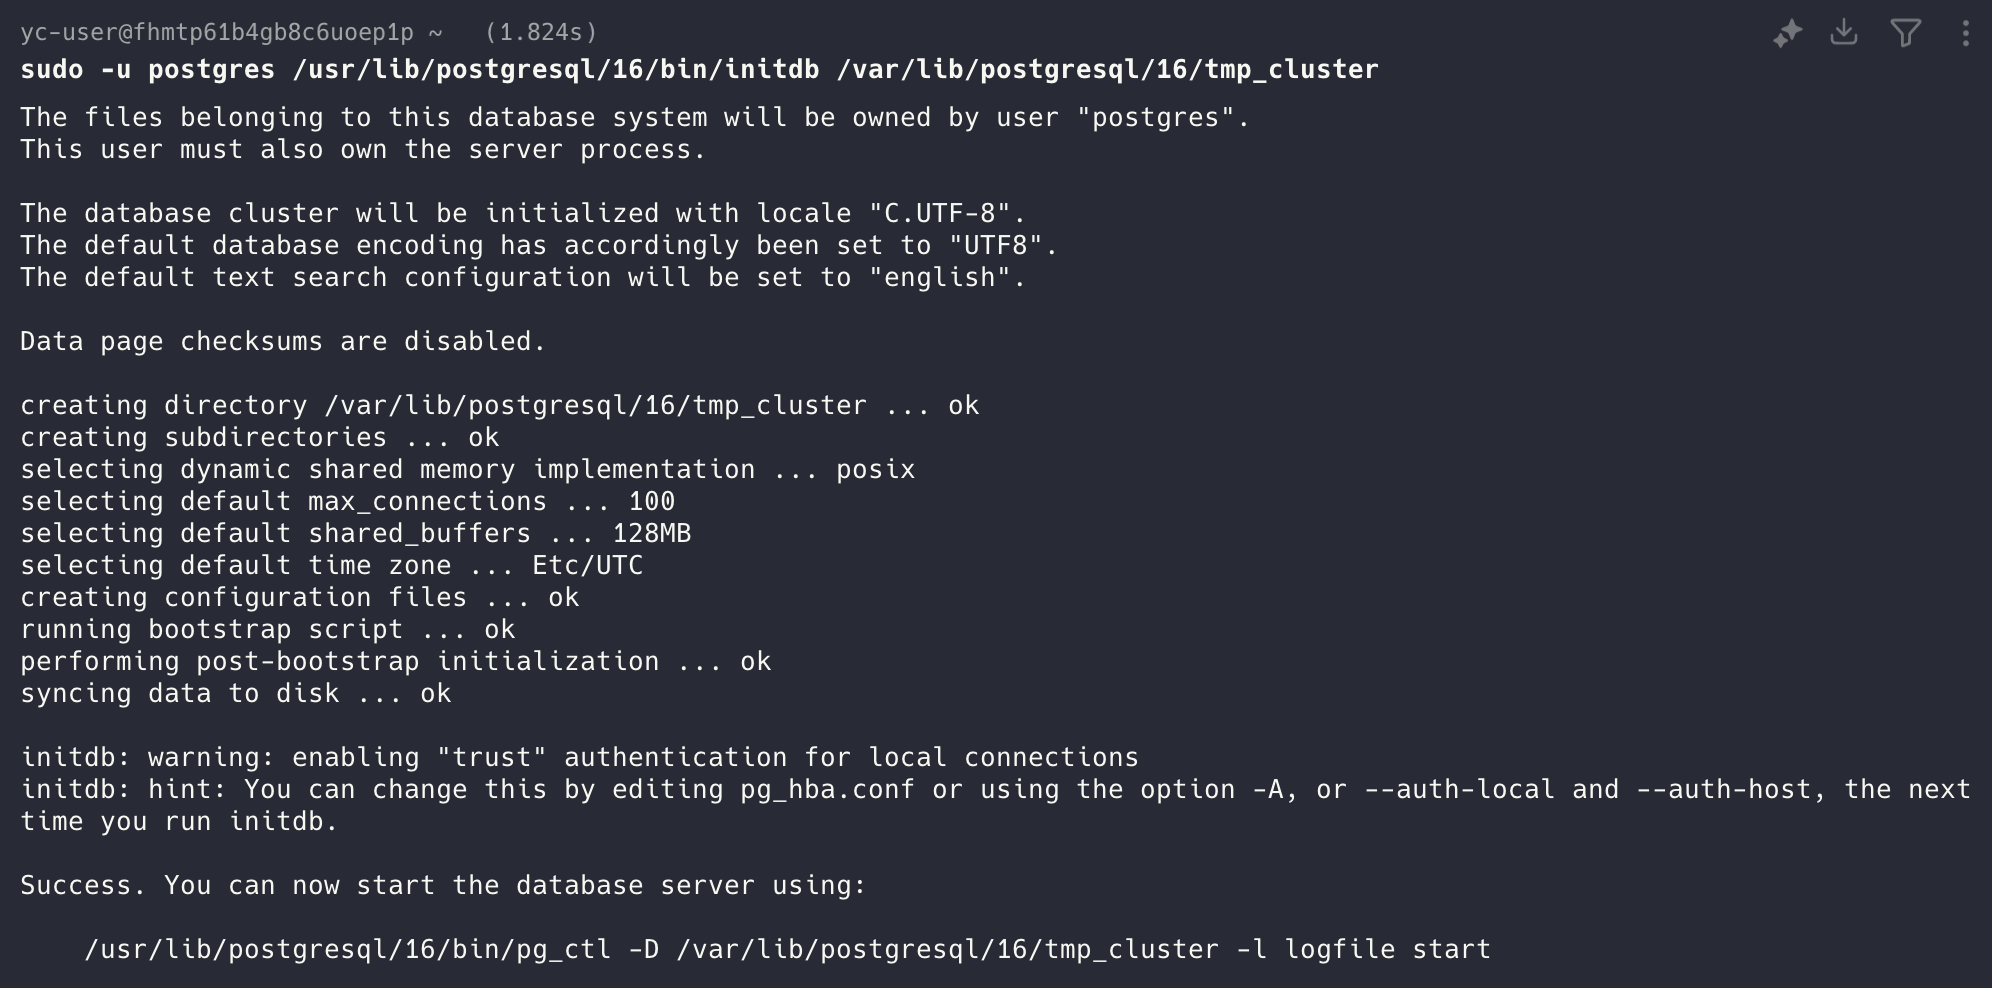 yc-user@fhmtp61b4gb8c6uoep1p ~ (1.824s)
sudo -u postgres /usr/lib/postgresql/16/bin/initdb /var/lib/postgresql/16/tmp_cluster
The files belonging to this database system will be owned by user "postgres".
This user must also own the server process.

The database cluster will be initialized with locale "C.UTF-8".
The default database encoding has accordingly been set to "UTF8".
The default text search configuration will be set to "english".

Data page checksums are disabled.

creating directory /var/lib/postgresql/16/tmp_cluster ... ok
creating subdirectories ... ok
selecting dynamic shared memory implementation ... posix
selecting default max_connections ... 100
selecting default shared_buffers ... 128MB
selecting default time zone ... Etc/UTC
creating configuration files ... ok
running bootstrap script ... ok
performing post-bootstrap initialization ... ok
syncing data to disk ... ok

initdb: warning: enabling "trust" authentication for local connections
initdb: hint: You can change this by editing pg_hba.conf or using the option -A, or --auth-local and --auth-host, the next
time you run initdb.

Success. You can now start the database server using:

    /usr/lib/postgresql/16/bin/pg_ctl -D /var/lib/postgresql/16/tmp_cluster -l logfile start